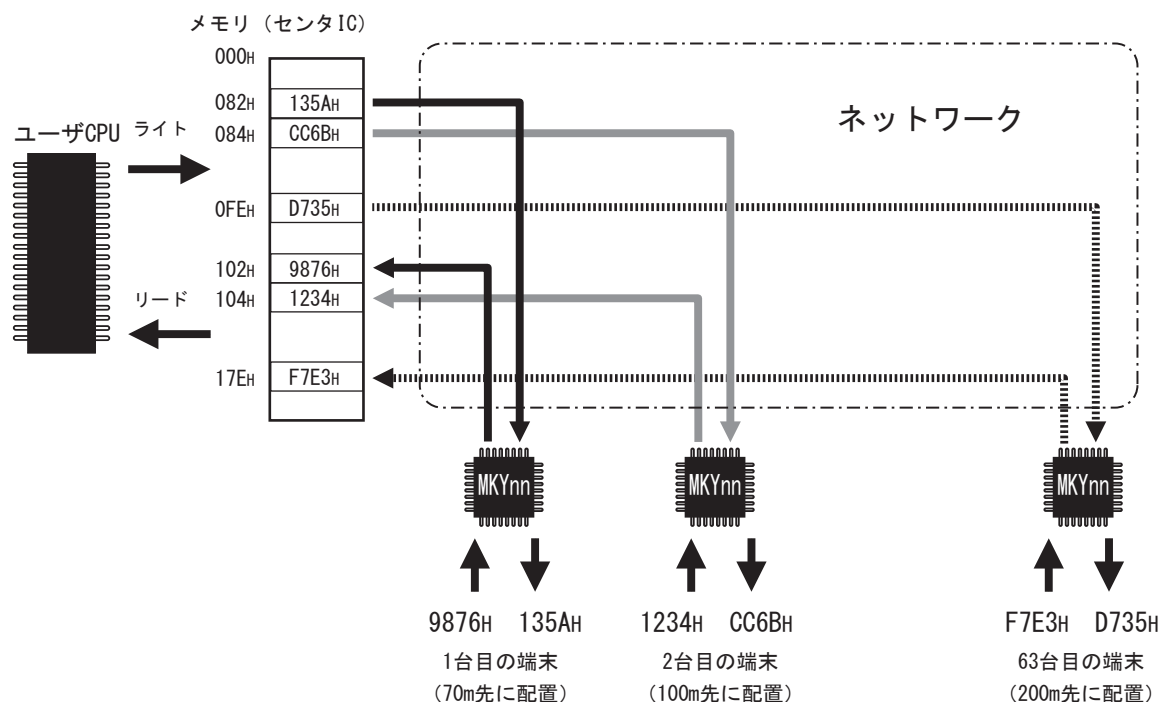 メモリ（センタIC）
000H
082H 135AH
084H CC6BH
0FEH D735H
102H 9876H
104H 1234H
17EH F7E3H
ユーザCPU
ライト
リード
ネットワーク
MKYnn MKYnn MKYnn
9876H 135AH 1234H CC6BH F7E3H D735H
1台目の端末 2台目の端末 63台目の端末
（70m先に配置） （100m先に配置） （200m先に配置）